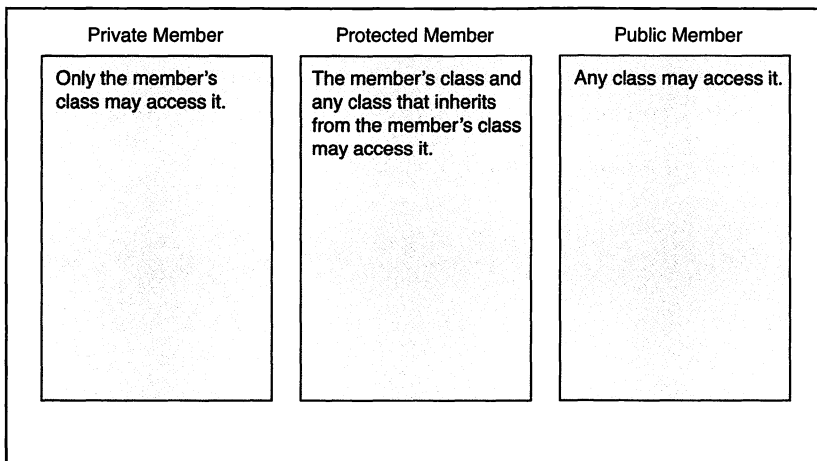 Private Member
Only the member's
class may access it.
Protected Member
The member's class and
any class that inherits
from the member's class
may access it.
Public Member
Any class may access it.